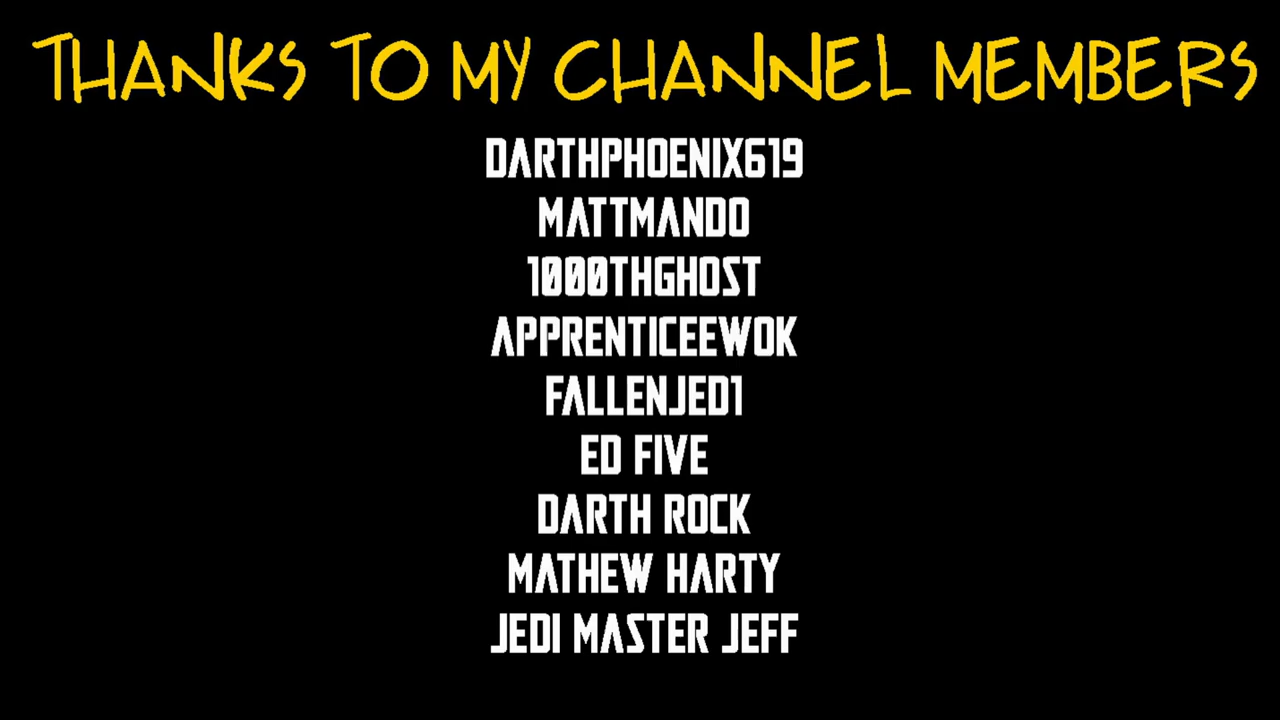 THANKS TO MY CHANNEL MEMBERS
DARTHPHOENIX619
MATTMANDO
1000THGHOST
APPRENTICEEWOK
FALLENJED1
ED FIVE
DARTH ROCK
MATHEW HARTY
JEDI MASTER JEFF